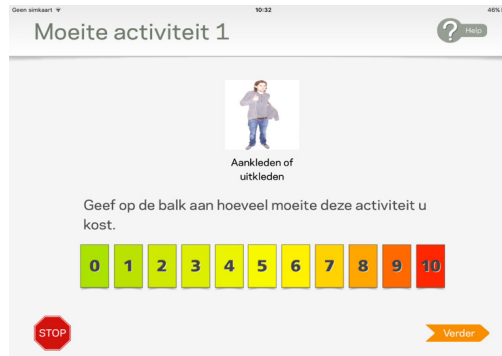 Geen simkaart
10:32
46%
Moeite activiteit 1
? Help
Aankleden of
uitkleden
Geef op de balk aan hoeveel moeite deze activiteit u
kost.
0 1 2 3 4 5 6 7 8 9 10
STOP
Verder